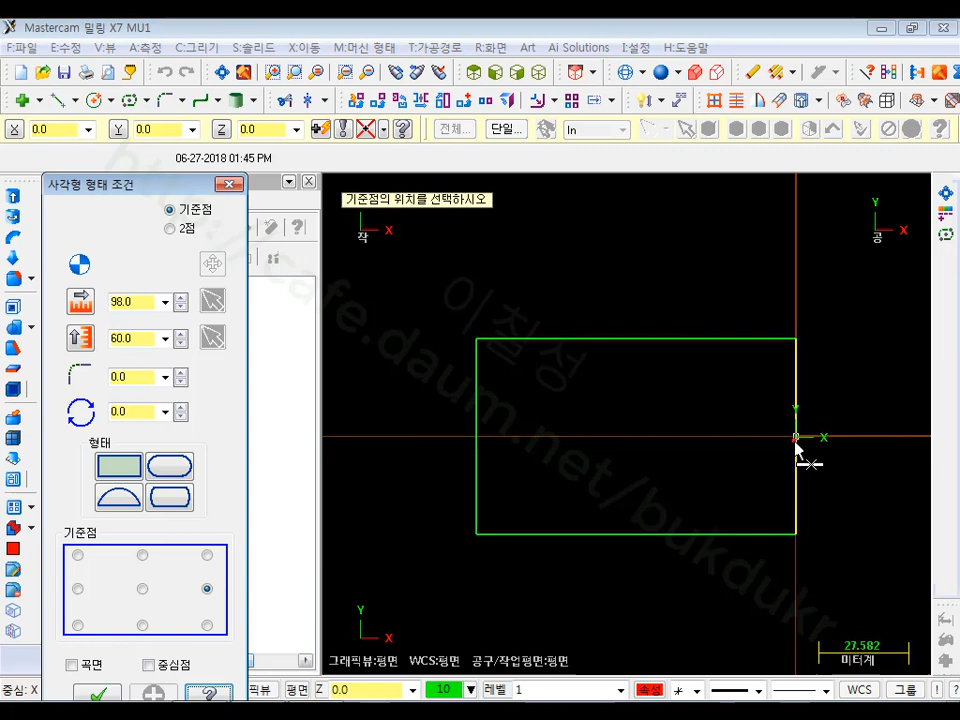 Mastercam 밀링 X7 MU1
F:파일 E:수정 V:뷰 A:측정 C:그리기 S:솔리드 X:이동 M:머신 형태 T:가공경로 R:화면 Art Ai Solutions I:설정 H:도움말
X 0.0 Y 0.0 Z 0.0 전체... 단일... In
06-27-2018 01:45 PM
사각형 형태 조건
기준점
2점
98.0
60.0
0.0
0.0
형태
기준점
곡면 중심점
기준점의 위치를 선택하시오
Y
X
작
Y
X
공
Y
X
X
Y
X
27.582
미터계
그래픽뷰:평면 WCS:평면 공구/작업평면:평면
중심: X
픽뷰 평면 Z 0.0 10 레벨 1 속성 WCS 그룹 ! ?
http://cafe.daum.net/bukdukr
이칠성